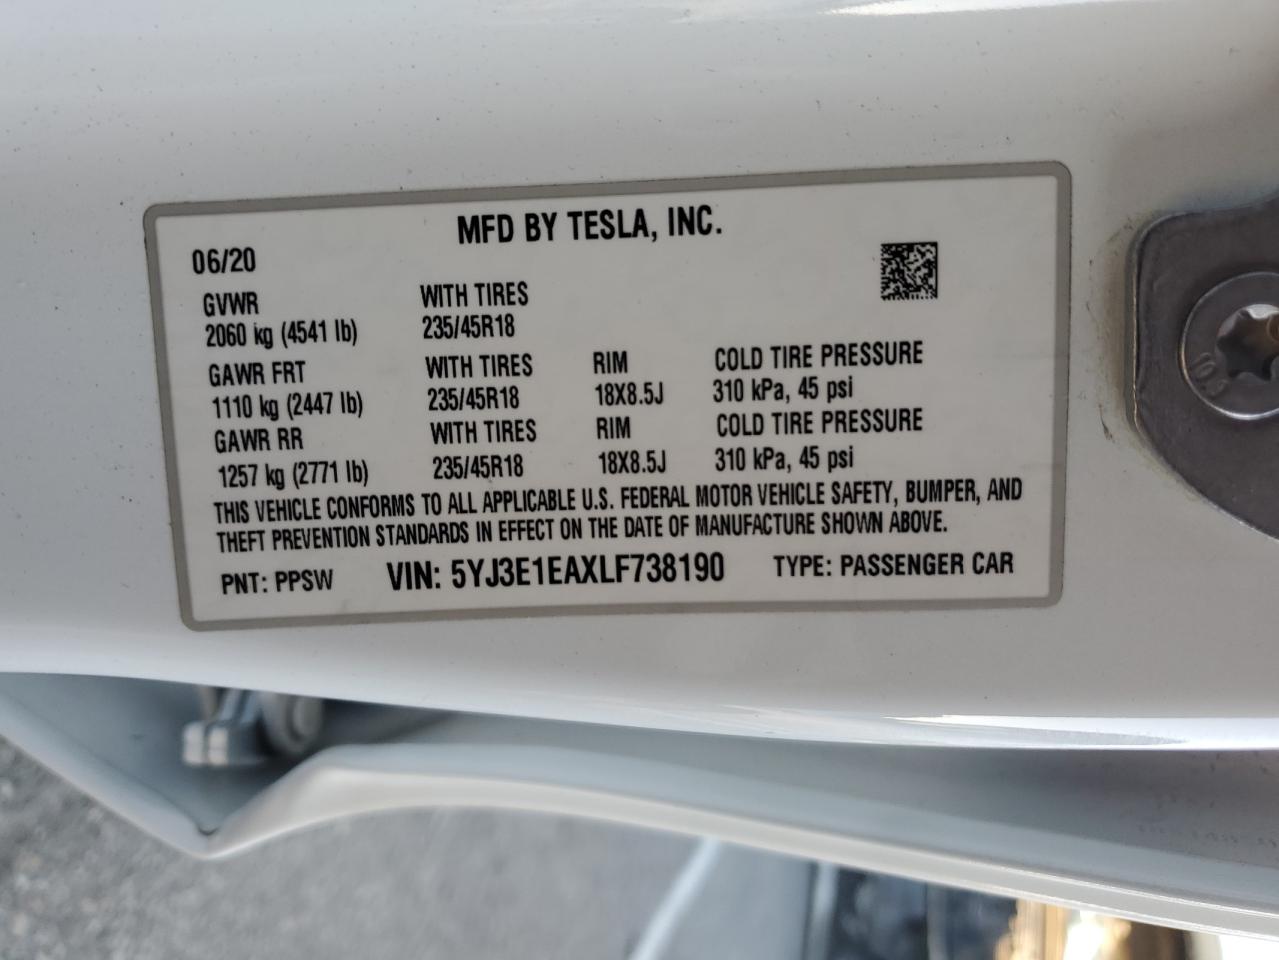 MFD BY TESLA, INC.
06/20
GVWR WITH TIRES
2060 kg (4541 lb) 235/45R18
GAWR FRT WITH TIRES RIM COLD TIRE PRESSURE
1110 kg (2447 lb) 235/45R18 18X8.5J 310 kPa, 45 psi
GAWR RR WITH TIRES RIM COLD TIRE PRESSURE
1257 kg (2771 lb) 235/45R18 18X8.5J 310 kPa, 45 psi
THIS VEHICLE CONFORMS TO ALL APPLICABLE U.S. FEDERAL MOTOR VEHICLE SAFETY, BUMPER, AND
THEFT PREVENTION STANDARDS IN EFFECT ON THE DATE OF MANUFACTURE SHOWN ABOVE.
PNT: PPSW VIN: 5YJ3E1EAXLF738190 TYPE: PASSENGER CAR